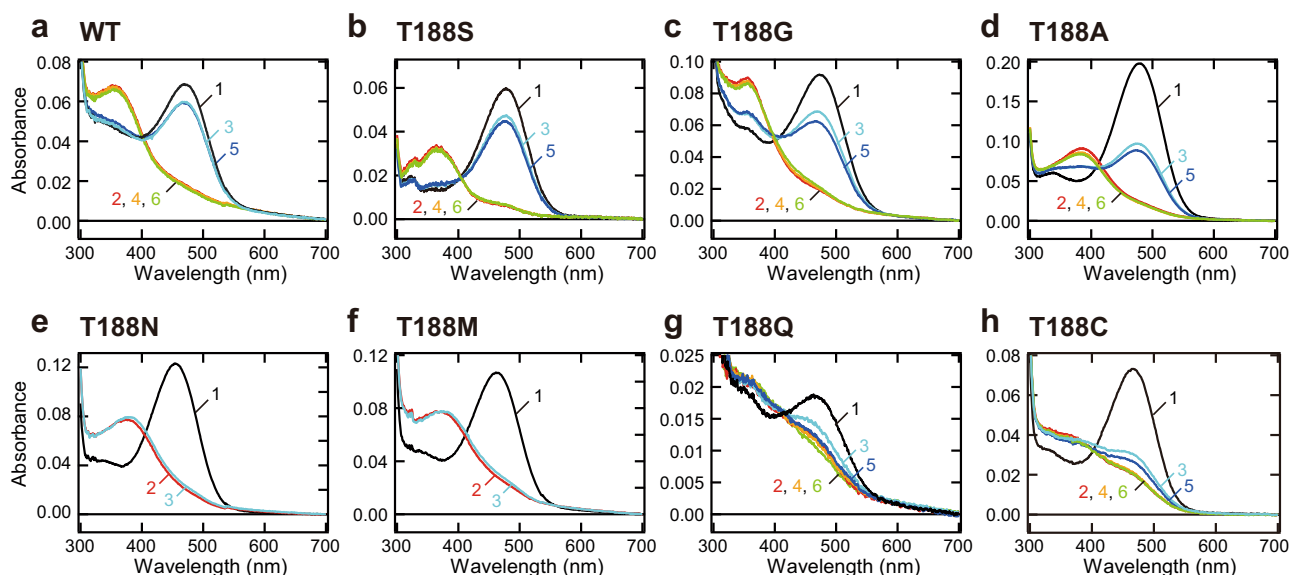 a WT
b T188S
c T188G
d T188A
Absorbance
0.08
0.06
0.04
0.02
0.00
1
3
5
2, 4, 6
300 400 500 600 700
Wavelength (nm)
0.06
0.04
0.02
0.00
1
3
5
2, 4, 6
300 400 500 600 700
Wavelength (nm)
0.10
0.08
0.06
0.04
0.02
0.00
1
3
5
2, 4, 6
300 400 500 600 700
Wavelength (nm)
0.20
0.15
0.10
0.05
0.00
1
3
5
2, 4, 6
300 400 500 600 700
Wavelength (nm)
e T188N
f T188M
g T188Q
h T188C
Absorbance
0.12
0.08
0.04
0.00
1
2
3
300 400 500 600 700
Wavelength (nm)
0.12
0.08
0.04
0.00
1
2
3
300 400 500 600 700
Wavelength (nm)
0.025
0.020
0.015
0.010
0.005
0.00
1
3
5
2, 4, 6
300 400 500 600 700
Wavelength (nm)
0.08
0.06
0.04
0.02
0.00
1
3
5
2, 4, 6
300 400 500 600 700
Wavelength (nm)